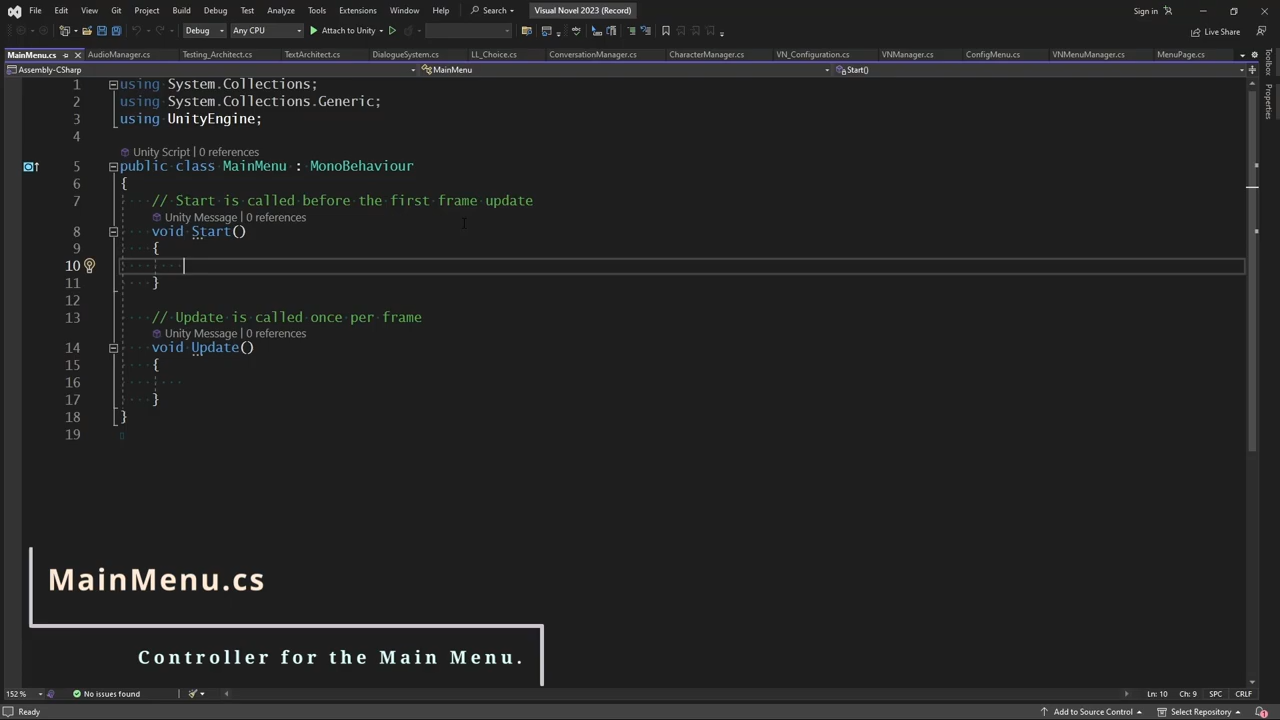 File Edit View Git Project Build Debug Test Analyze Tools Extensions Window Help Search Visual Novel 2023 (Record) Sign in
Debug Any CPU Attach to Unity Live Share
MainMenu.cs AudioManager.cs Testing_Architect.cs TextArchitect.cs DialogueSystem.cs LL_Choice.cs ConversationManager.cs CharacterManager.cs VN_Configuration.cs VNManager.cs ConfigMenu.cs VNMenuManager.cs MenuPage.cs
Assembly-CSharp MainMenu Start()
Toolbox
Properties
1 using System.Collections;
2 using System.Collections.Generic;
3 using UnityEngine;
4
Unity Script | 0 references
5 public class MainMenu : MonoBehaviour
6 {
7 // Start is called before the first frame update
Unity Message | 0 references
8 void Start()
9 {
10
11 }
12
13 // Update is called once per frame
Unity Message | 0 references
14 void Update()
15 {
16
17 }
18 }
19
MainMenu.cs
Controller for the Main Menu.
152 % No issues found Ln: 10 Ch: 9 SPC CRLF
Ready Add to Source Control Select Repository 1